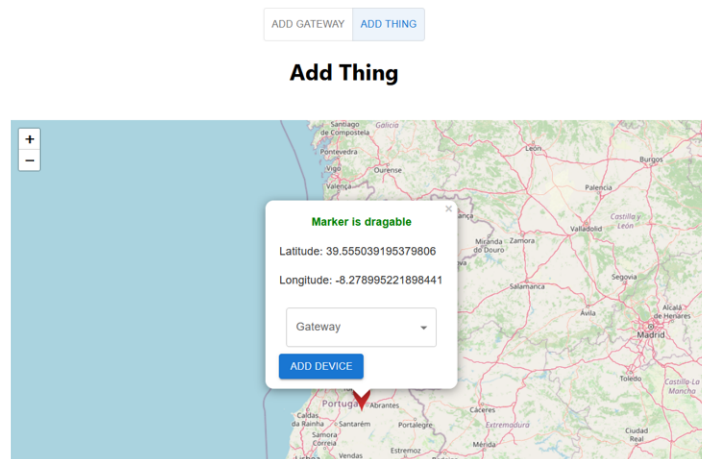 ADD GATEWAY
ADD THING
Add Thing
+
−
Santiago
de Compostela
Galicia
León
Pontevedra
Burgos
Vigo
Ourense
Valença
Palencia
×
Marker is dragable
Castilla y
León
Valladolid
Miranda
do Douro
Zamora
Latitude: 39.555039195379806
Longitude: -8.278995221898441
Segovia
Salamanca
Alcalá
de Henares
Ávila
Gateway
Madrid
ADD DEVICE
Toledo
Castilla-La
Mancha
Portugal
Abrantes
Caldas
da Rainha
Santarém
Portalegre
Cáceres
Extremadura
Ciudad
Real
Samora
Correia
Mérida
Estremoz
Vendas